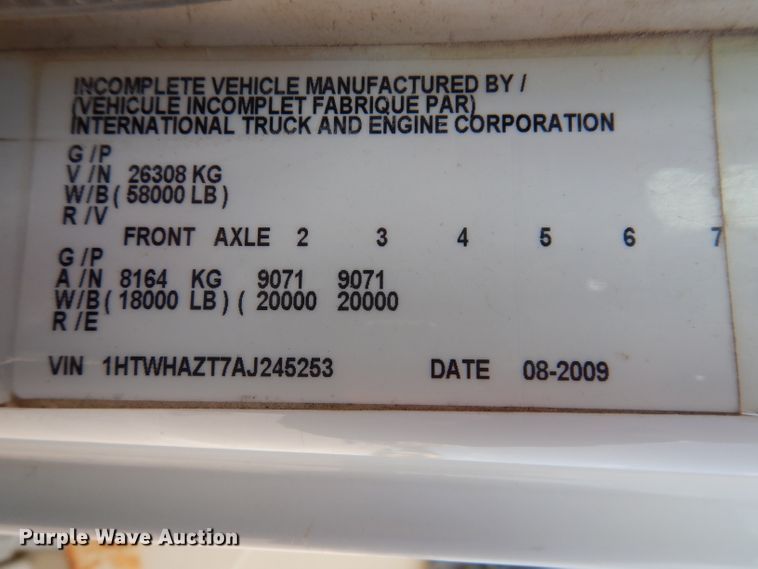 INCOMPLETE VEHICLE MANUFACTURED BY /
(VEHICULE INCOMPLET FABRIQUE PAR)
INTERNATIONAL TRUCK AND ENGINE CORPORATION
G /P
V /N 26308 KG
W/B ( 58000 LB )
R /V
FRONT AXLE 2 3 4 5 6 7
G /P
A /N 8164 KG 9071 9071
W/B ( 18000 LB ) ( 20000 20000
R /E
VIN 1HTWHAZT7AJ245253 DATE 08-2009
Purple Wave Auction